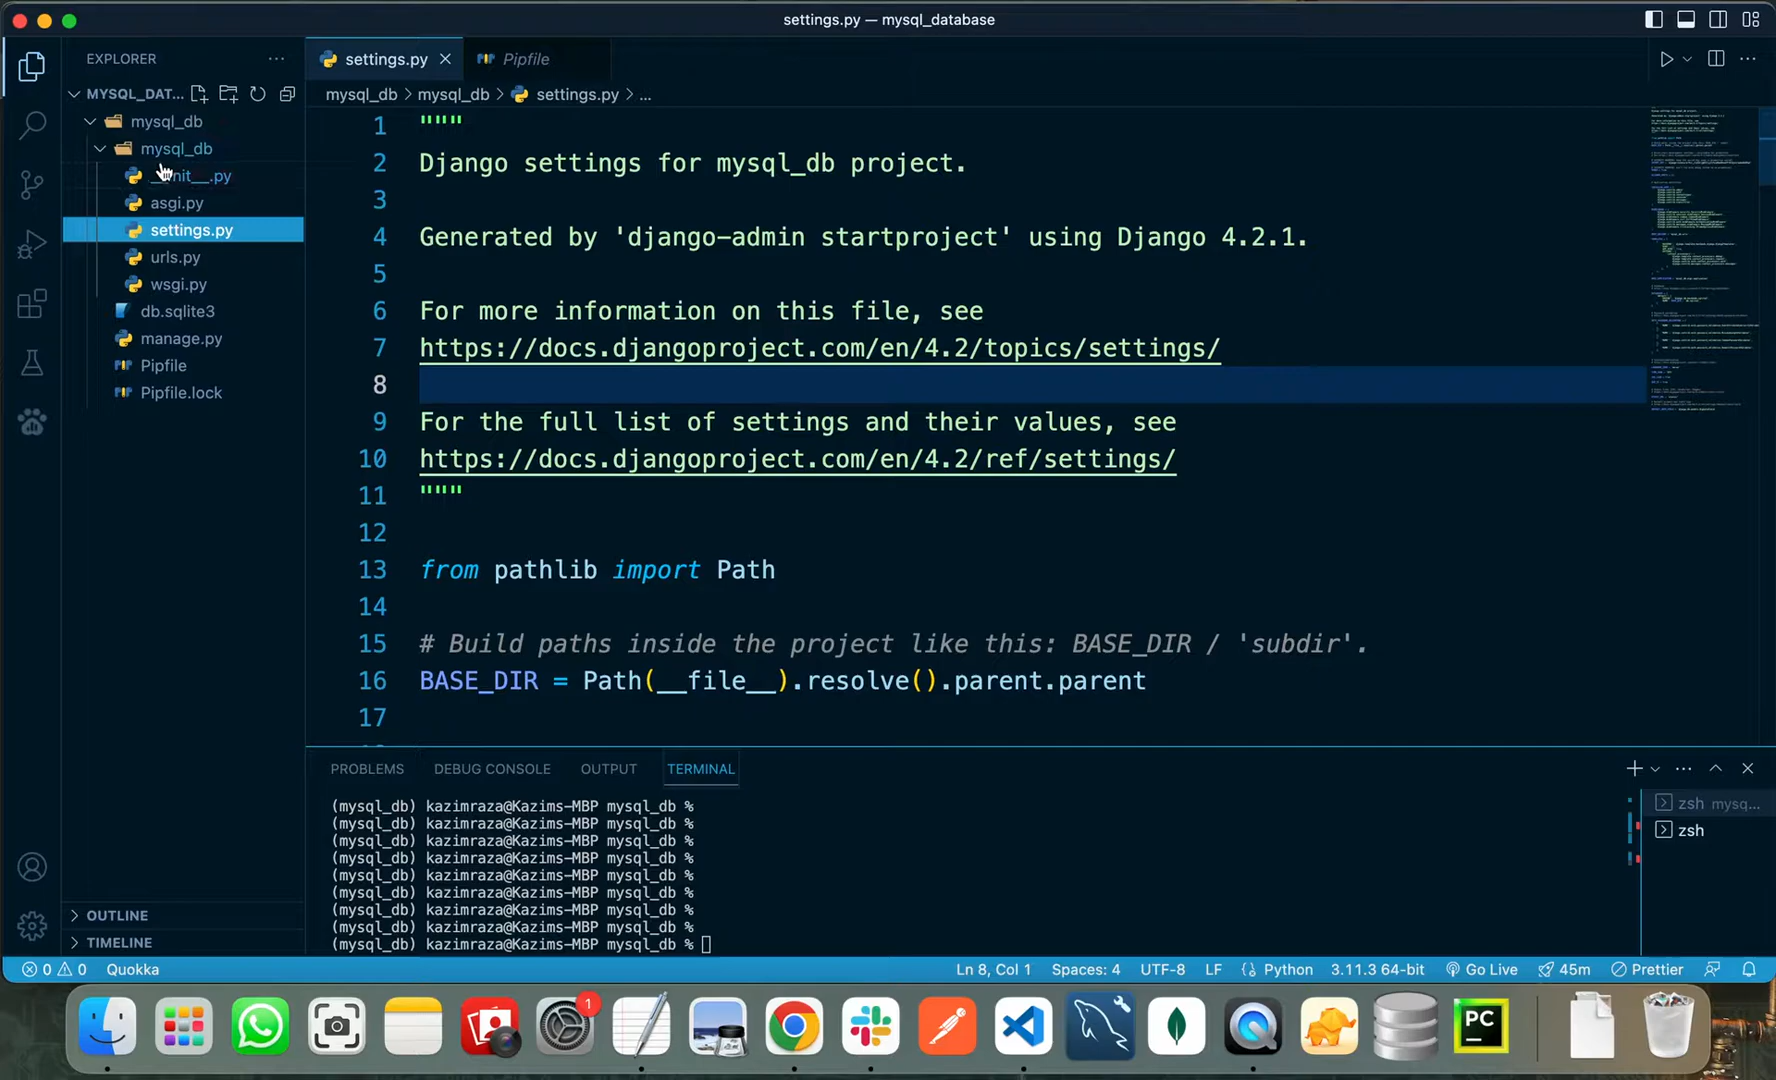 settings.py — mysql_database
EXPLORER
settings.py
Pipfile
MYSQL_DAT...
mysql_db > mysql_db > settings.py > ...
mysql_db
mysql_db
__init__.py
asgi.py
settings.py
urls.py
wsgi.py
db.sqlite3
manage.py
Pipfile
Pipfile.lock
1 """
2 Django settings for mysql_db project.
3
4 Generated by 'django-admin startproject' using Django 4.2.1.
5
6 For more information on this file, see
7 https://docs.djangoproject.com/en/4.2/topics/settings/
8
9 For the full list of settings and their values, see
10 https://docs.djangoproject.com/en/4.2/ref/settings/
11 """
12
13 from pathlib import Path
14
15 # Build paths inside the project like this: BASE_DIR / 'subdir'.
16 BASE_DIR = Path(__file__).resolve().parent.parent
17
PROBLEMS DEBUG CONSOLE OUTPUT TERMINAL
(mysql_db) kazimraza@Kazims-MBP mysql_db %
(mysql_db) kazimraza@Kazims-MBP mysql_db %
(mysql_db) kazimraza@Kazims-MBP mysql_db %
(mysql_db) kazimraza@Kazims-MBP mysql_db %
(mysql_db) kazimraza@Kazims-MBP mysql_db %
(mysql_db) kazimraza@Kazims-MBP mysql_db %
(mysql_db) kazimraza@Kazims-MBP mysql_db %
(mysql_db) kazimraza@Kazims-MBP mysql_db %
(mysql_db) kazimraza@Kazims-MBP mysql_db %
zsh mysq...
zsh
OUTLINE
TIMELINE
0 0 Quokka
Ln 8, Col 1 Spaces: 4 UTF-8 LF Python 3.11.3 64-bit Go Live 45m Prettier
1
PC